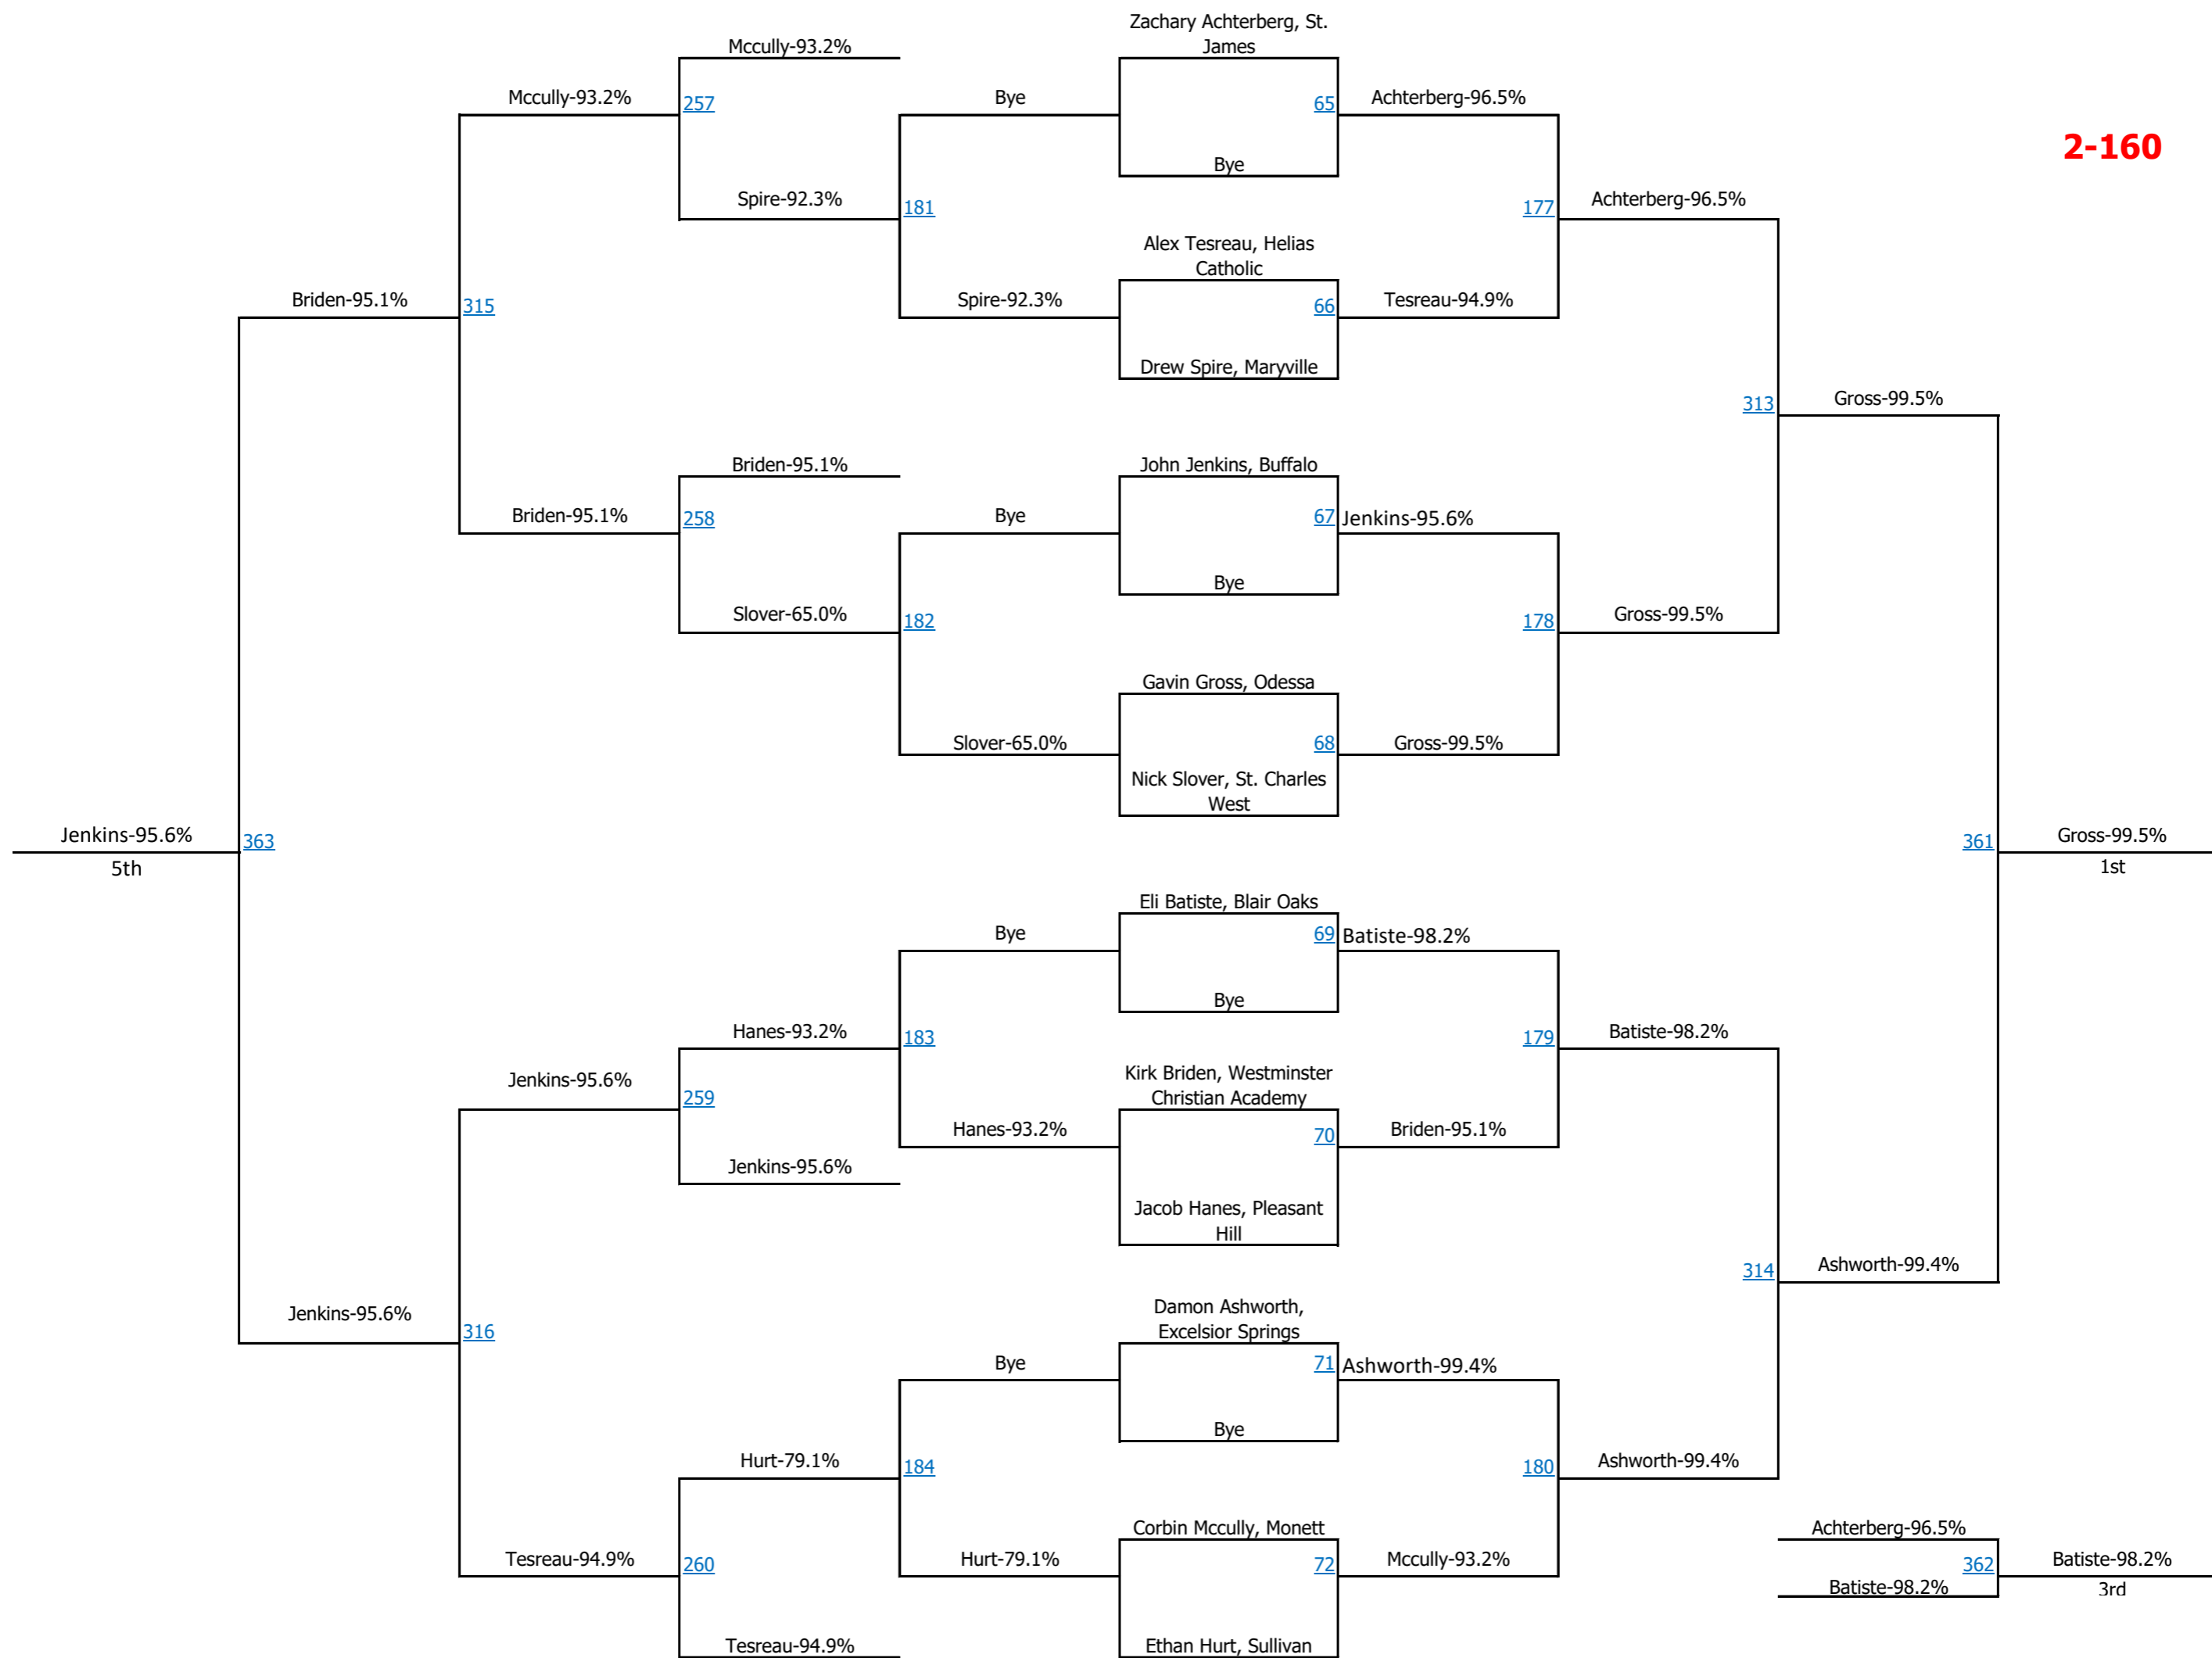 Zachary Achterberg, St.
James
Mccully-93.2%
Mccully-93.2%
257
Bye
65
Achterberg-96.5%
2-160
Bye
Spire-92.3%
181
177
Achterberg-96.5%
Alex Tesreau, Helias
Catholic
Briden-95.1%
315
Spire-92.3%
66
Tesreau-94.9%
Drew Spire, Maryville
313
Gross-99.5%
Briden-95.1%
John Jenkins, Buffalo
Briden-95.1%
258
Bye
67
Jenkins-95.6%
Bye
Slover-65.0%
182
178
Gross-99.5%
Gavin Gross, Odessa
Slover-65.0%
68
Gross-99.5%
Nick Slover, St. Charles
West
Jenkins-95.6%
363
361
Gross-99.5%
5th
1st
Eli Batiste, Blair Oaks
Bye
69
Batiste-98.2%
Bye
Hanes-93.2%
183
179
Batiste-98.2%
Kirk Briden, Westminster
Christian Academy
Jenkins-95.6%
259
Hanes-93.2%
70
Briden-95.1%
Jenkins-95.6%
Jacob Hanes, Pleasant
Hill
314
Ashworth-99.4%
Jenkins-95.6%
316
Damon Ashworth,
Excelsior Springs
Bye
71
Ashworth-99.4%
Bye
Hurt-79.1%
184
180
Ashworth-99.4%
Corbin Mccully, Monett
Achterberg-96.5%
Tesreau-94.9%
260
Hurt-79.1%
72
Mccully-93.2%
362
Batiste-98.2%
Batiste-98.2%
3rd
Tesreau-94.9%
Ethan Hurt, Sullivan